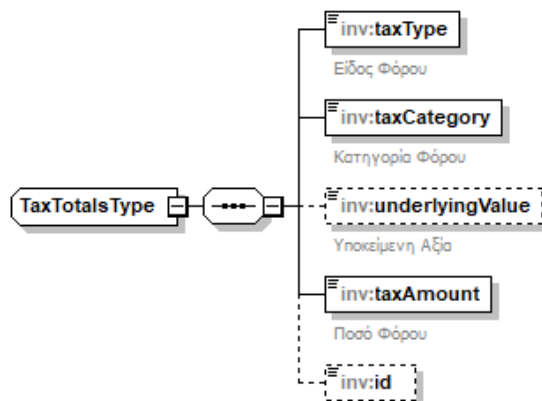 inv:taxType
Είδος Φόρου
inv:taxCategory
Κατηγορία Φόρου
TaxTotalsType
inv:underlyingValue
Υποκείμενη Αξία
inv:taxAmount
Ποσό Φόρου
inv:id